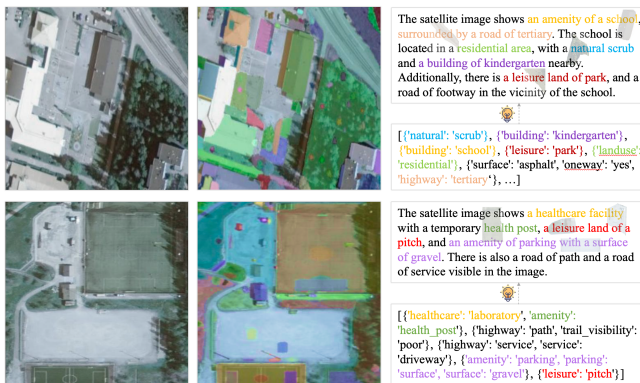 The satellite image shows an amenity of a school,
surrounded by a road of tertiary. The school is
located in a residential area, with a natural scrub
and a building of kindergarten nearby.
Additionally, there is a leisure land of park, and a
road of footway in the vicinity of the school.
[{'natural': 'scrub'}, {'building': 'kindergarten'},
{'building': 'school'}, {'leisure': 'park'}, {'landuse':
'residential'}, {'surface': 'asphalt', 'oneway': 'yes',
'highway': 'tertiary'}, …]
The satellite image shows a healthcare facility
with a temporary health post, a leisure land of a
pitch, and an amenity of parking with a surface
of gravel. There is also a road of path and a road
of service visible in the image.
[{'healthcare': 'laboratory', 'amenity':
'health_post'}, {'highway': 'path', 'trail_visibility':
'poor'}, {'highway': 'service', 'service':
'driveway'}, {'amenity': 'parking', 'parking':
'surface', 'surface': 'gravel'}, {'leisure': 'pitch'}]